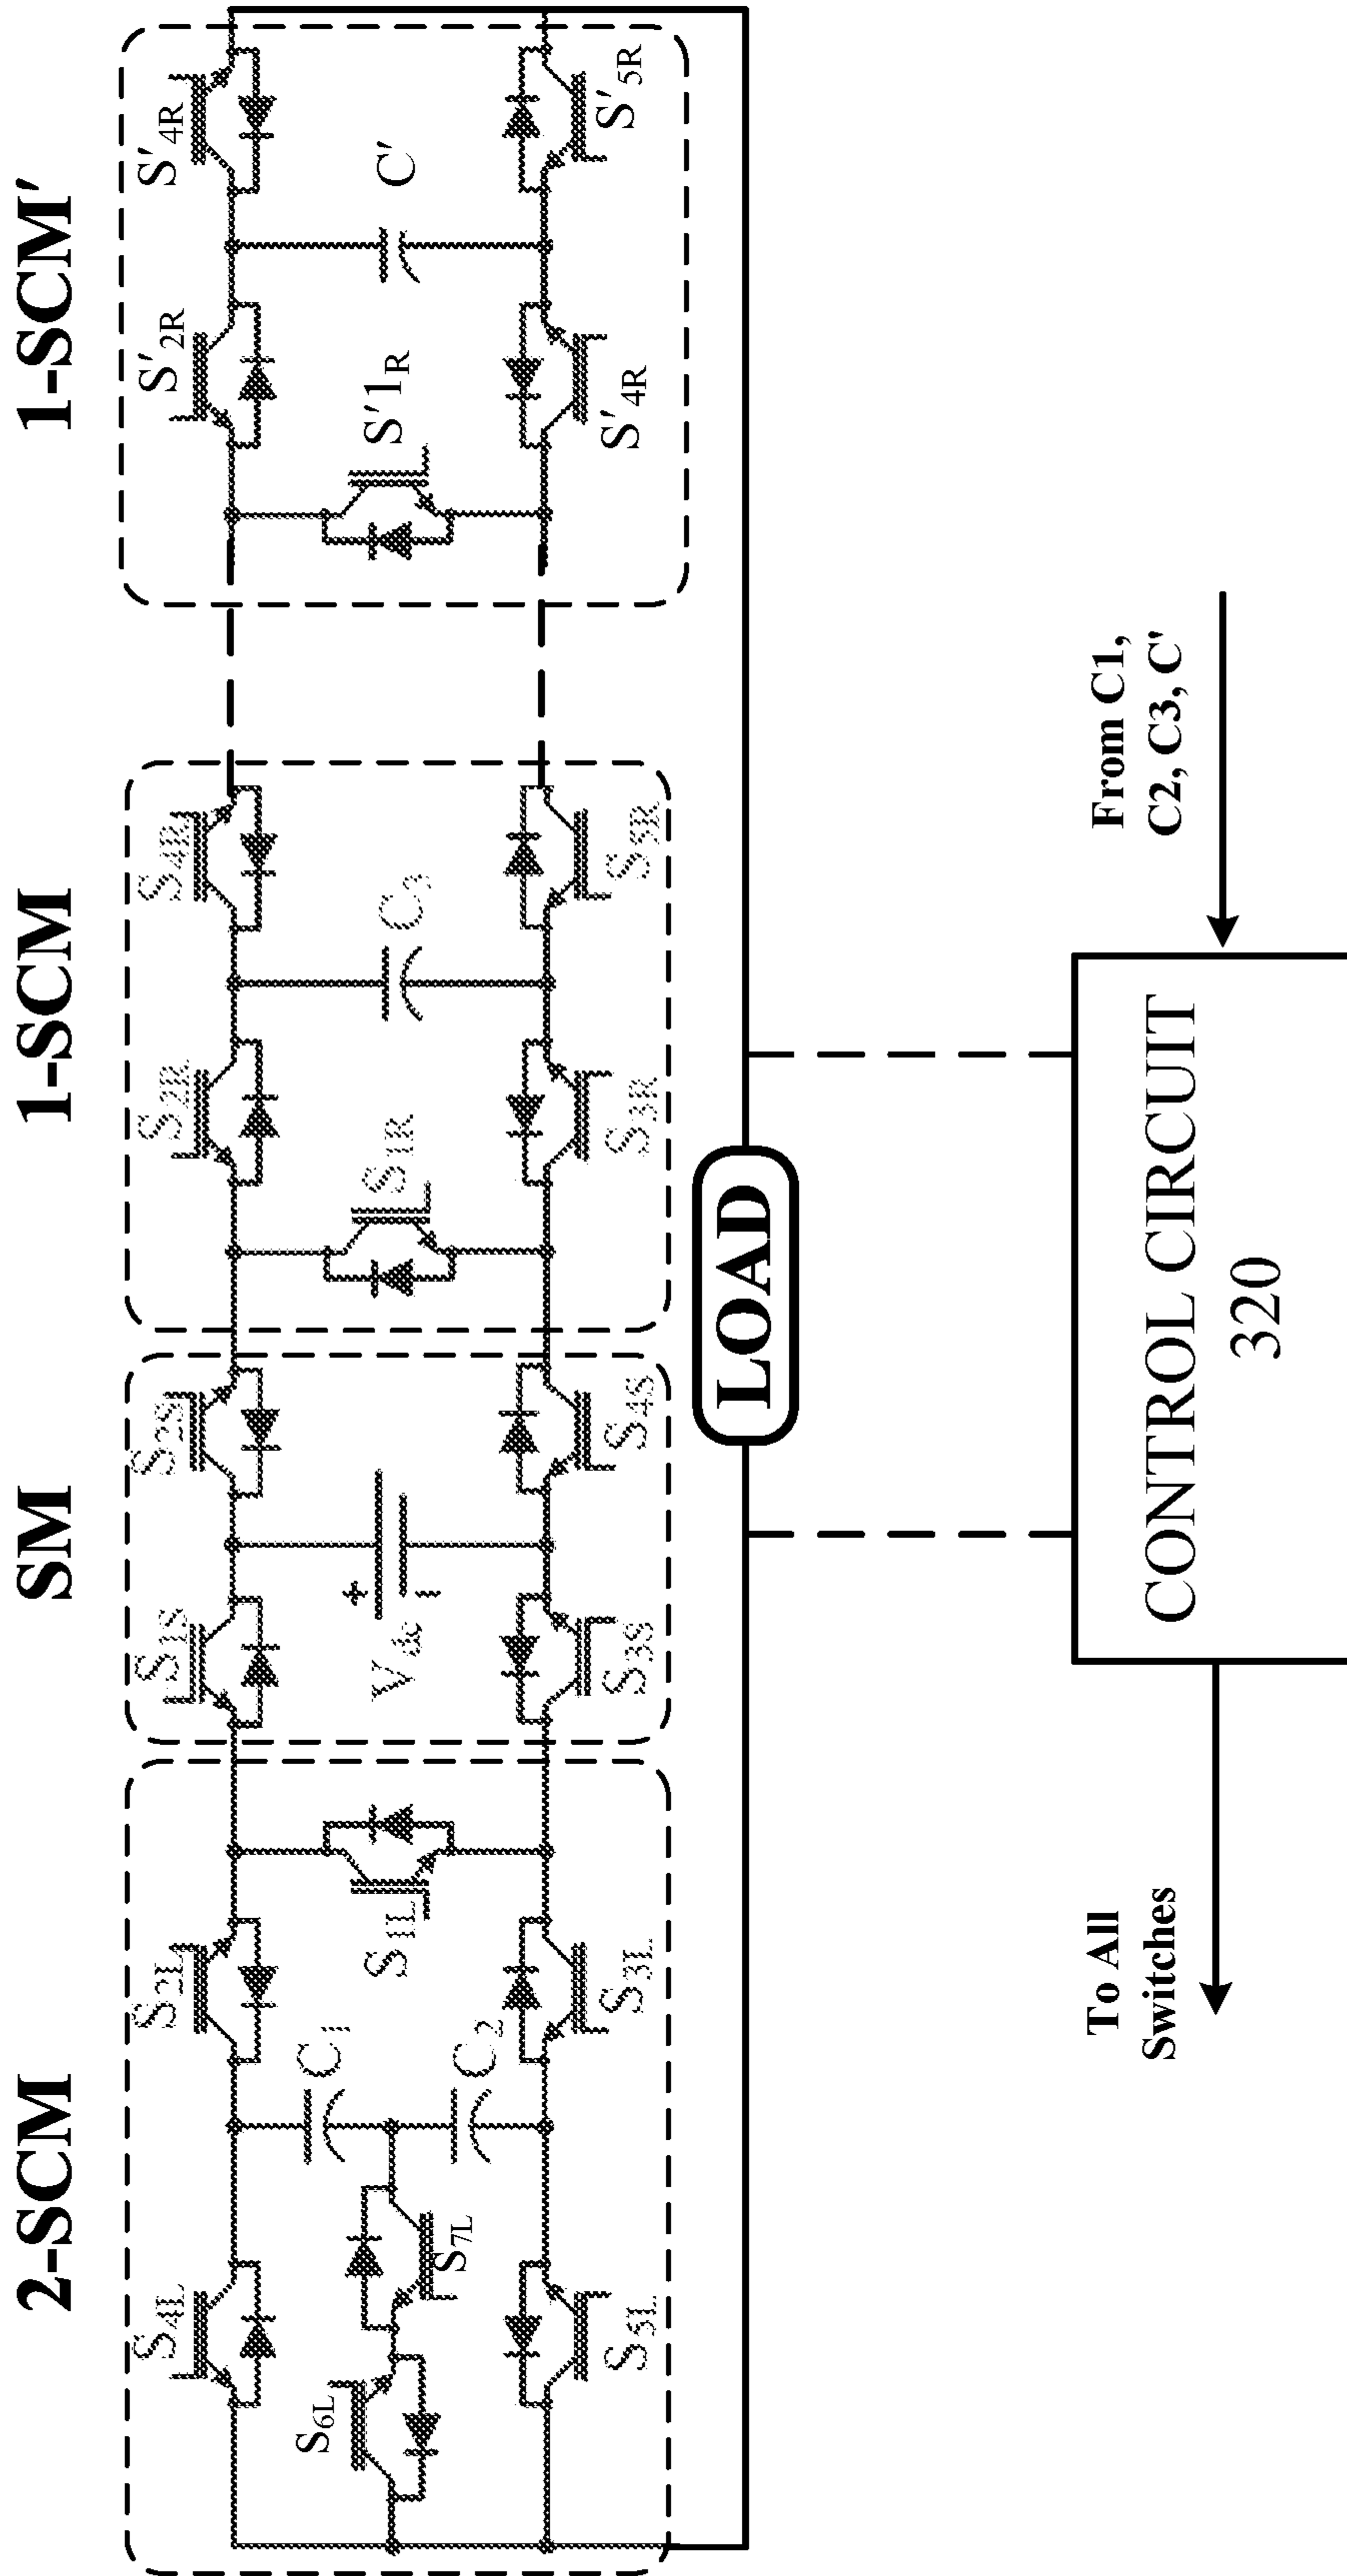 2-SCM
SM
1-SCM
1-SCM'
S4L
S2L
S1S
S2S
S2R
S4R
S'2R
S'4R
S6L
S7L
C1
C2
S1L
Vdc
+
-
S1R
C3
S'1R
C'
S5L
S3L
S3S
S4S
S3R
S5R
S'4R
S'5R
LOAD
To All
Switches
CONTROL CIRCUIT
320
From C1,
C2, C3, C'